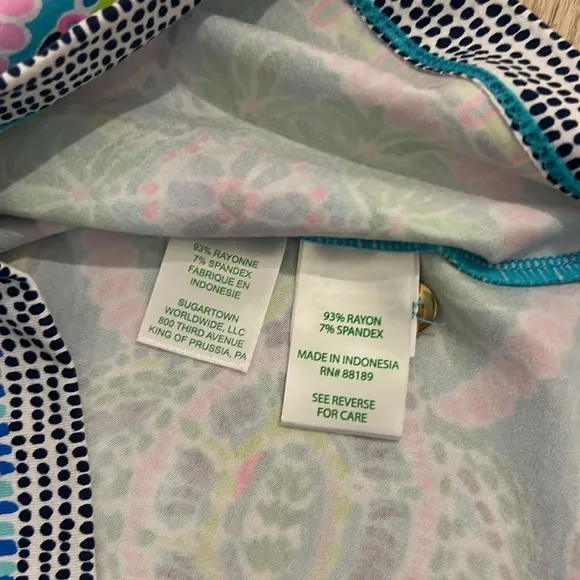 93% RAYONNE
7% SPANDEX
FABRIQUE EN
INDONESIE
SUGARTOWN
WORLDWIDE, LLC
800 THIRD AVENUE
KING OF PRUSSIA, PA
93% RAYON
7% SPANDEX
MADE IN INDONESIA
RN# 88189
SEE REVERSE
FOR CARE